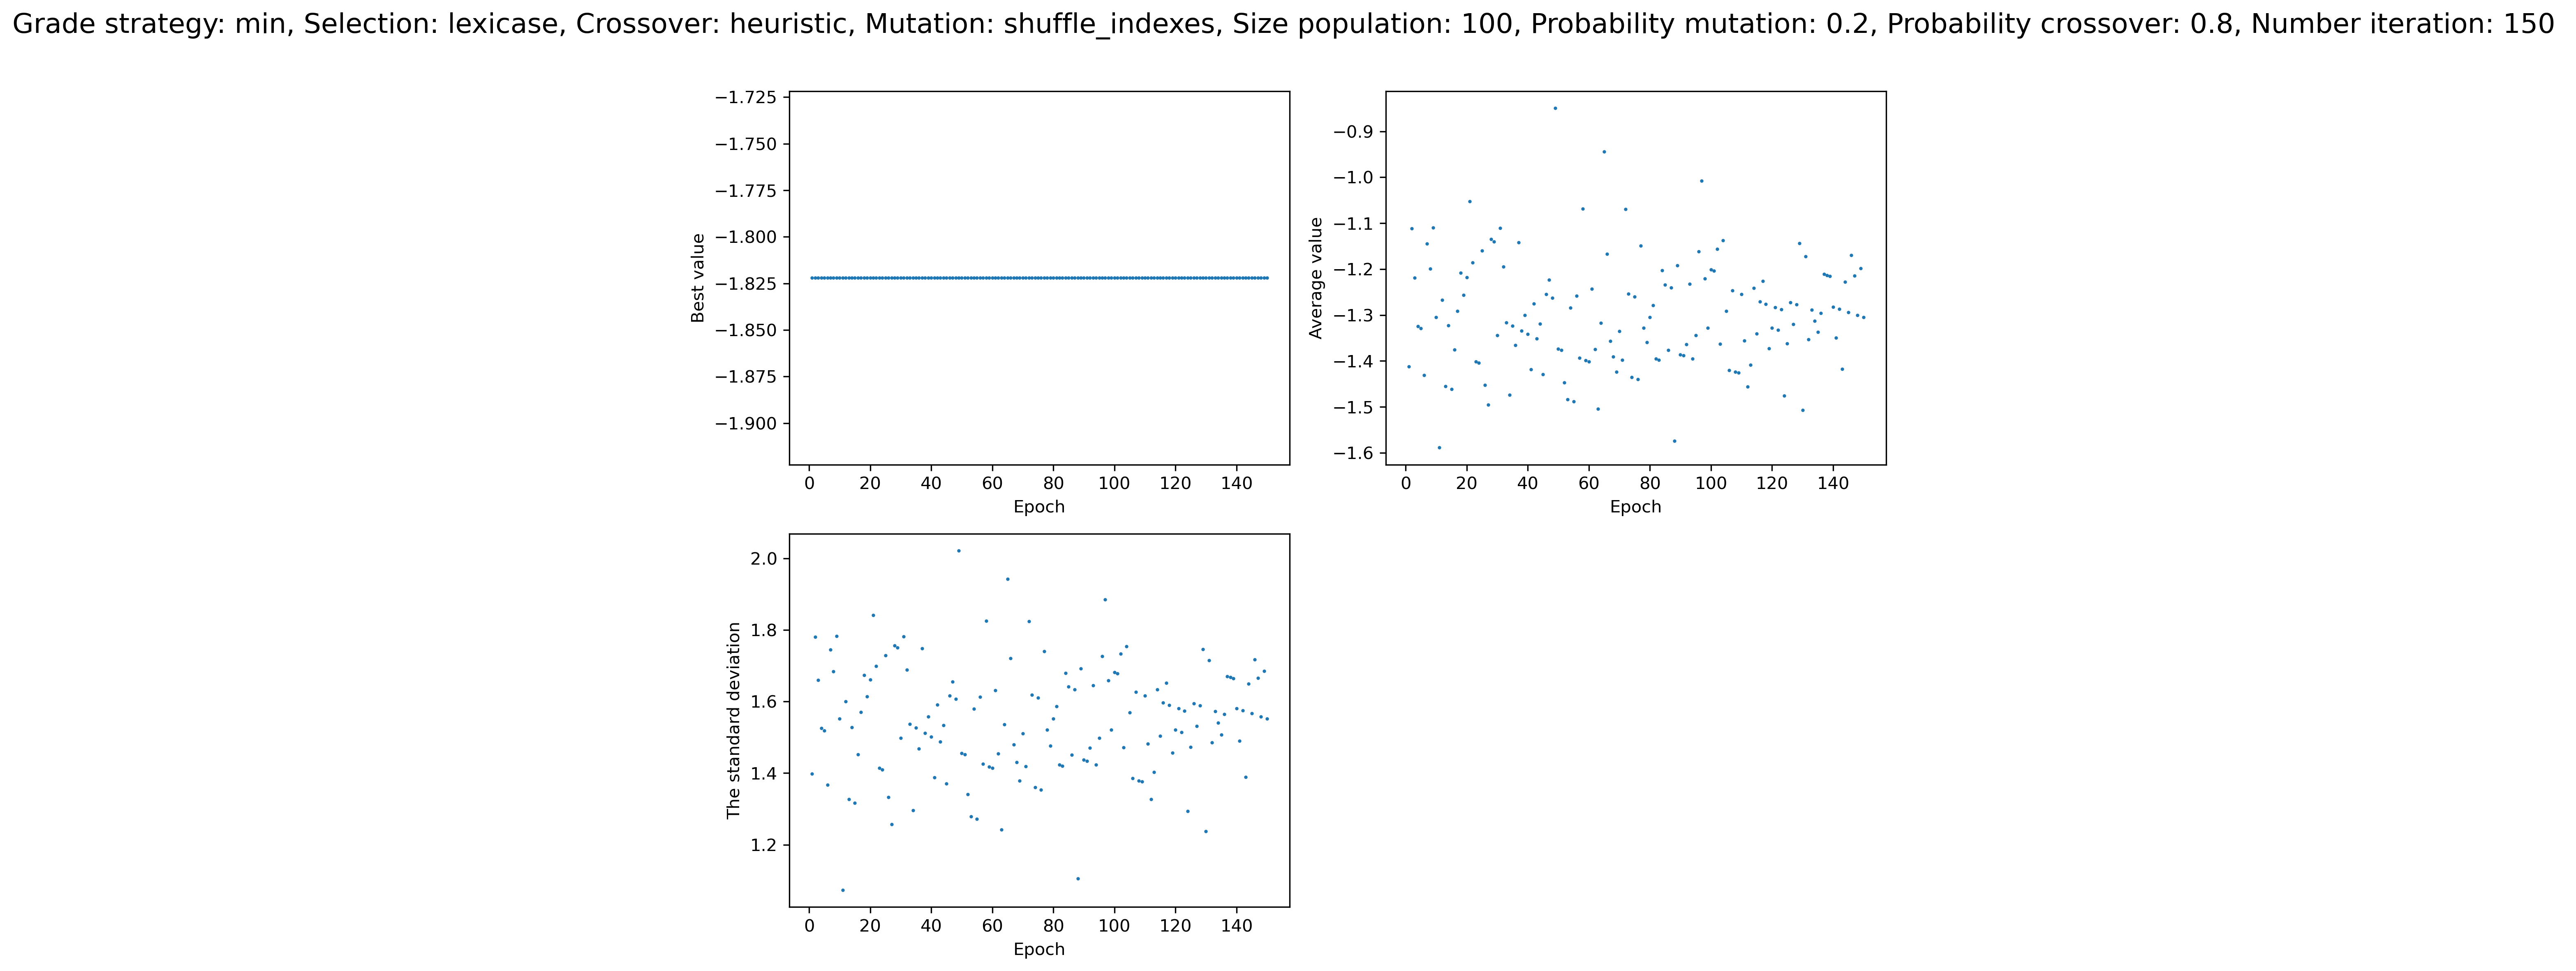 Grade strategy: min, Selection: lexicase, Crossover: heuristic, Mutation: shuffle_indexes, Size population: 100, Probability mutation: 0.2, Probability crossover: 0.8, Number iteration: 150
−1.725
−1.750
−1.775
−1.800
−1.825
−1.850
−1.875
−1.900
Best value
0 20 40 60 80 100 120 140
Epoch
−0.9
−1.0
−1.1
−1.2
−1.3
−1.4
−1.5
−1.6
Average value
0 20 40 60 80 100 120 140
Epoch
2.0
1.8
1.6
1.4
1.2
The standard deviation
0 20 40 60 80 100 120 140
Epoch